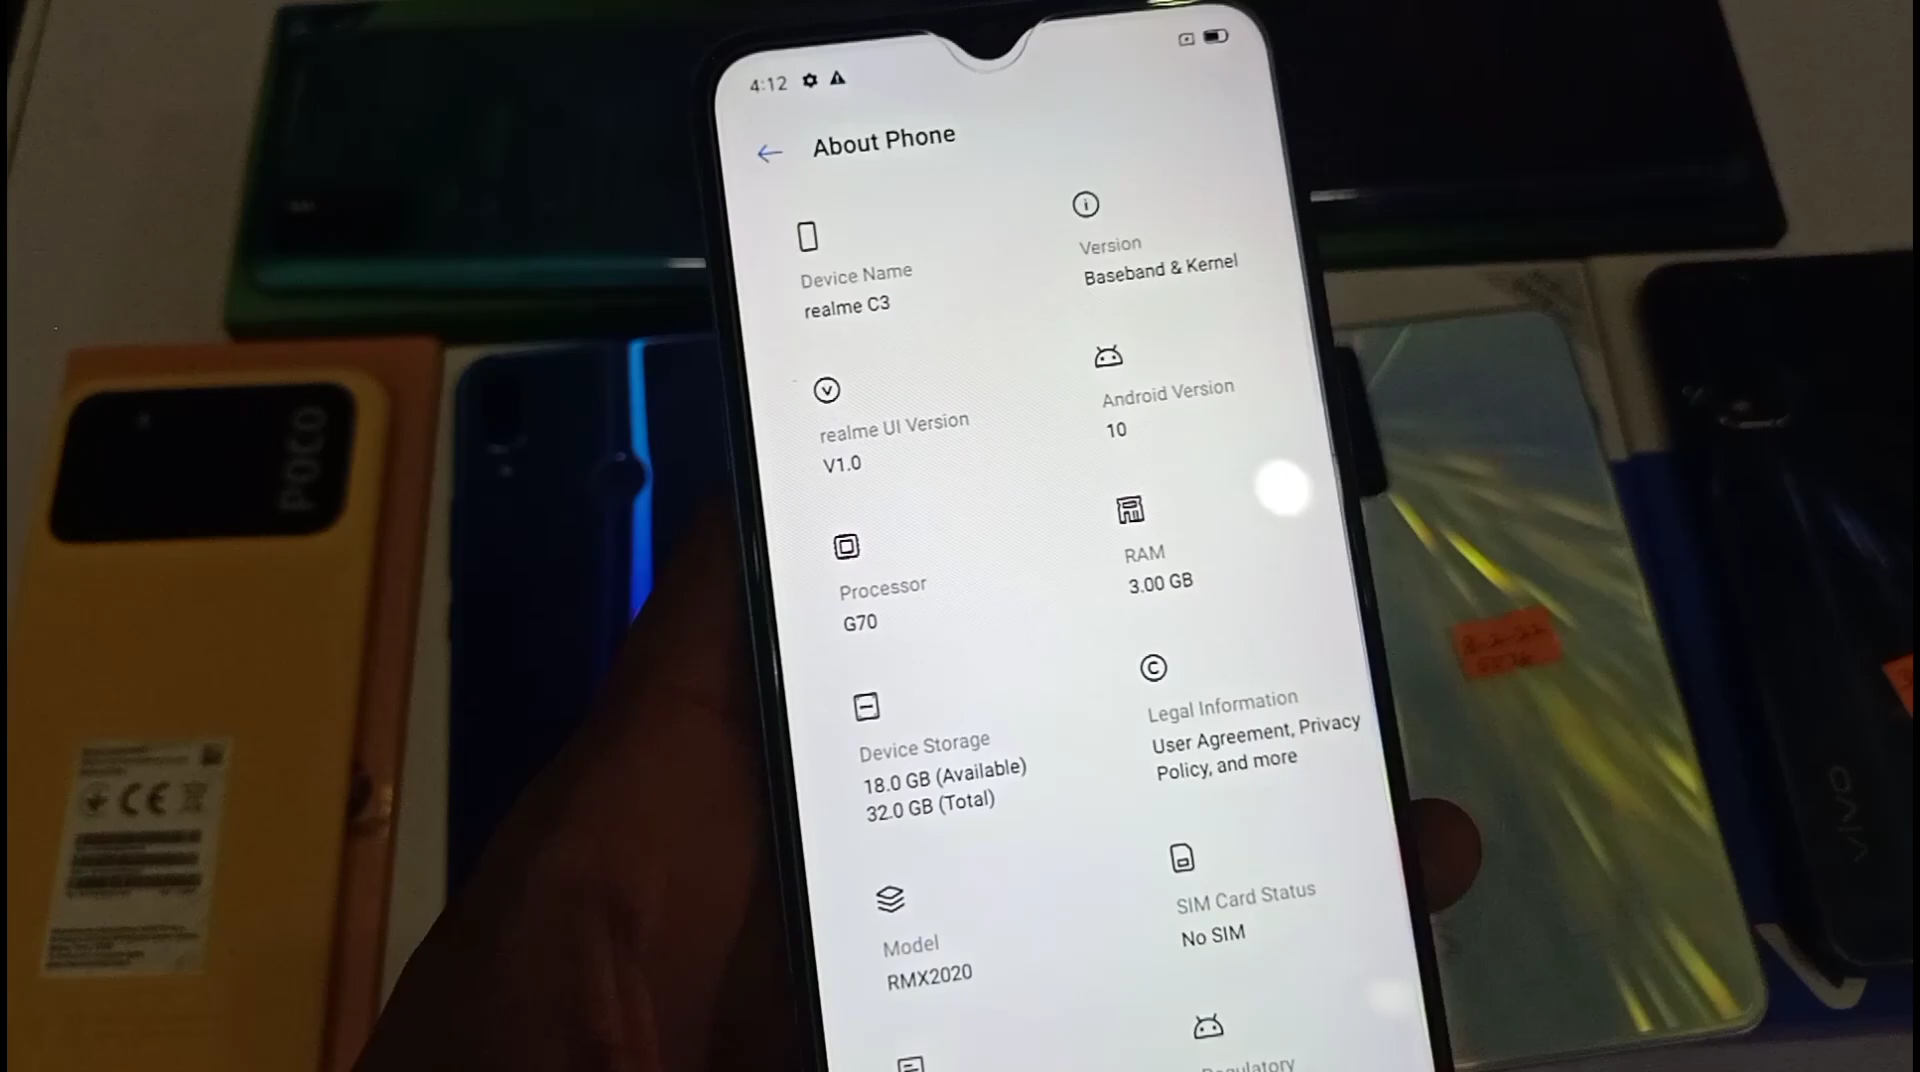 4:12
About Phone
Device Name
realme C3
Version
Baseband & Kernel
realme UI Version
V1.0
Android Version
10
Processor
G70
RAM
3.00 GB
Device Storage
18.0 GB (Available)
32.0 GB (Total)
Legal Information
User Agreement, Privacy
Policy, and more
Model
RMX2020
SIM Card Status
No SIM
POCO
CE
vivo